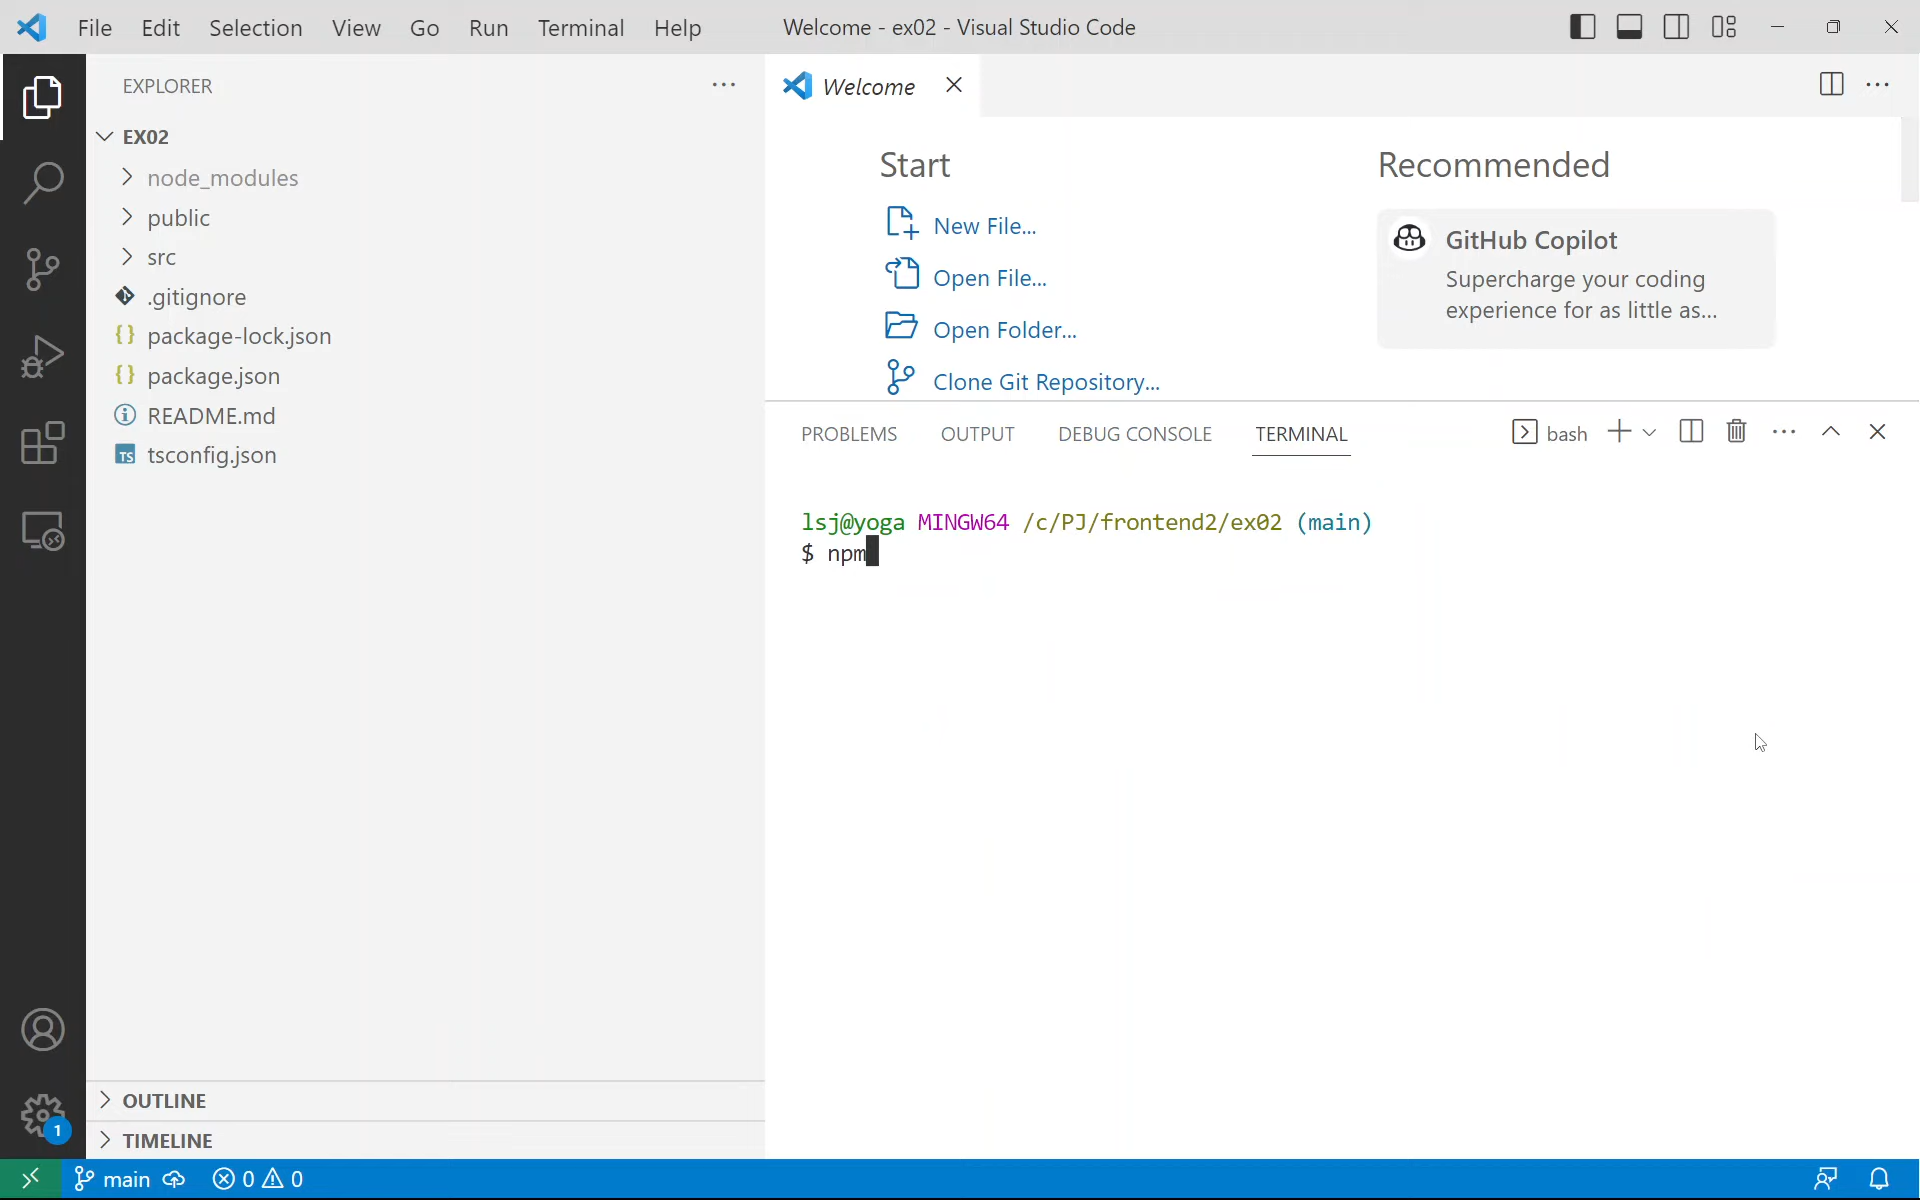 File Edit Selection View Go Run Terminal Help Welcome - ex02 - Visual Studio Code
EXPLORER
EX02
node_modules
public
src
.gitignore
package-lock.json
package.json
README.md
tsconfig.json
OUTLINE
TIMELINE
Welcome
Start
New File...
Open File...
Open Folder...
Clone Git Repository...
Recommended
GitHub Copilot
Supercharge your coding
experience for as little as...
PROBLEMS OUTPUT DEBUG CONSOLE TERMINAL bash
lsj@yoga MINGW64 /c/PJ/frontend2/ex02 (main)
$ npm
1
main 0 0